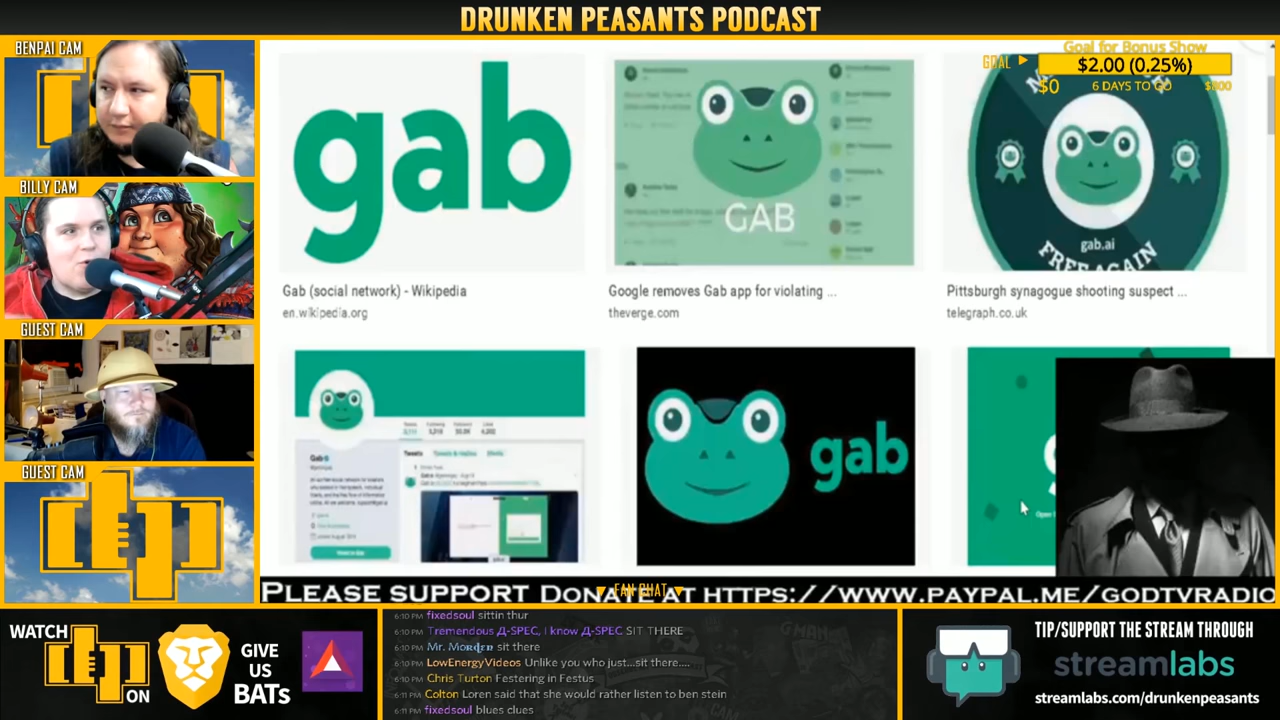 DRUNKEN PEASANTS PODCAST
BENPAI CAM
BILLY CAM
GUEST CAM
GUEST CAM
Goal for Bonus Show
GOAL
$2.00 (0.25%)
$0
6 DAYS TO GO
$800
gab
GAB
gab.ai
FREE AGAIN
Gab (social network) - Wikipedia
en.wikipedia.org
Google removes Gab app for violating ...
theverge.com
Pittsburgh synagogue shooting suspect ...
telegraph.co.uk
Gab
gab
PLEASE SUPPORT DONATE AT HTTPS://WWW.PAYPAL.ME/GODTVRADIO
FAN CHAT
WATCH
ON
GIVE
US
BATs
6:10 PM fixedsoul sittin thur
6:10 PM Tremendous Д-SPEC, I know Д-SPEC SIT THERE
6:10 PM Mr. Morden sit there
6:10 PM LowEnergyVideos Unlike you who just...sit there....
6:10 PM Chris Turton Festering in Festus
6:11 PM Colton Loren said that she would rather listen to ben stein
6:11 PM fixedsoul blues clues
TIP/SUPPORT THE STREAM THROUGH
streamlabs
streamlabs.com/drunkenpeasants